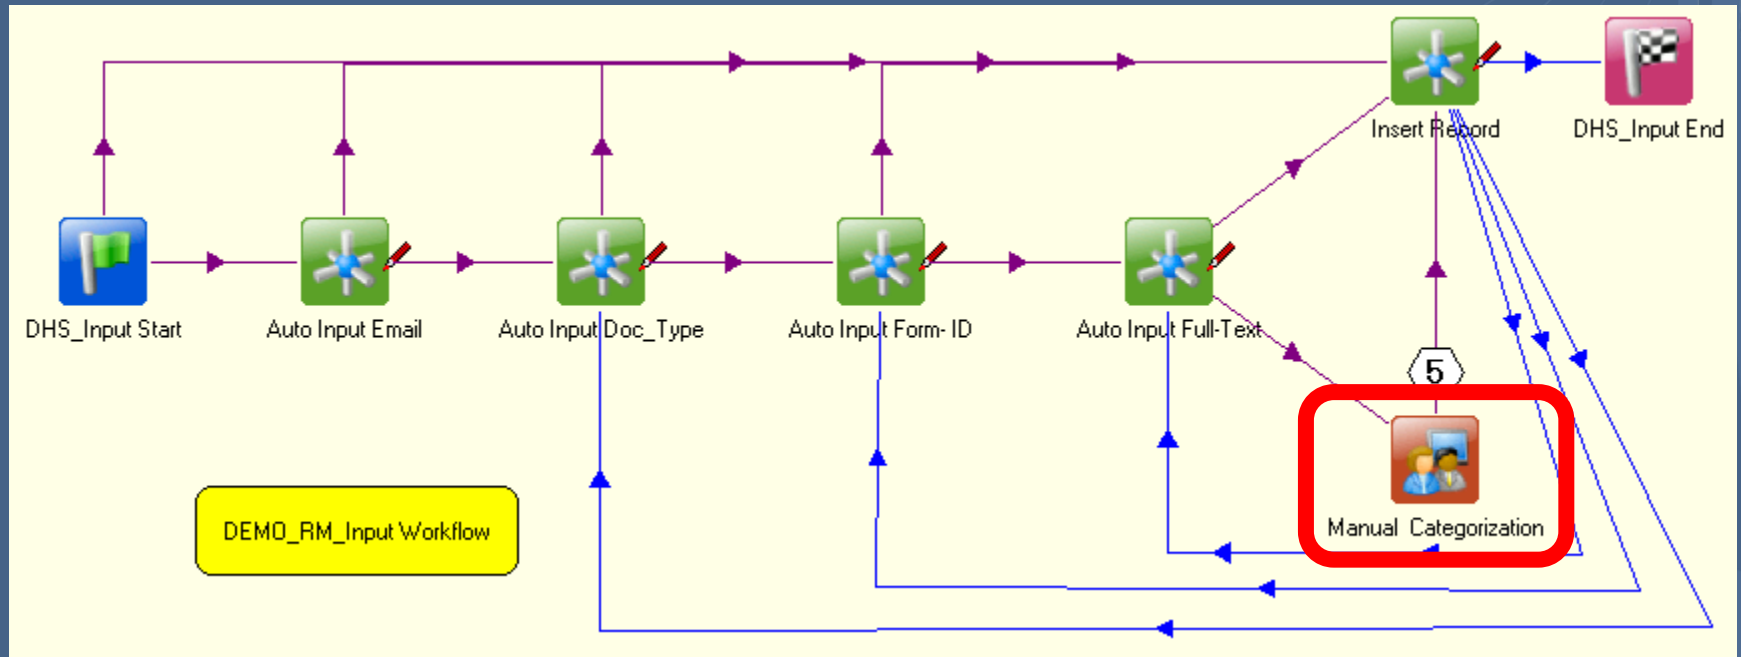 Insert Record
DHS_Input End
DHS_Input Start
Auto Input Email
Auto Input Doc_Type
Auto Input Form- ID
Auto Input Full-Text
5
Manual Categorization
DEMO_RM_Input Workflow